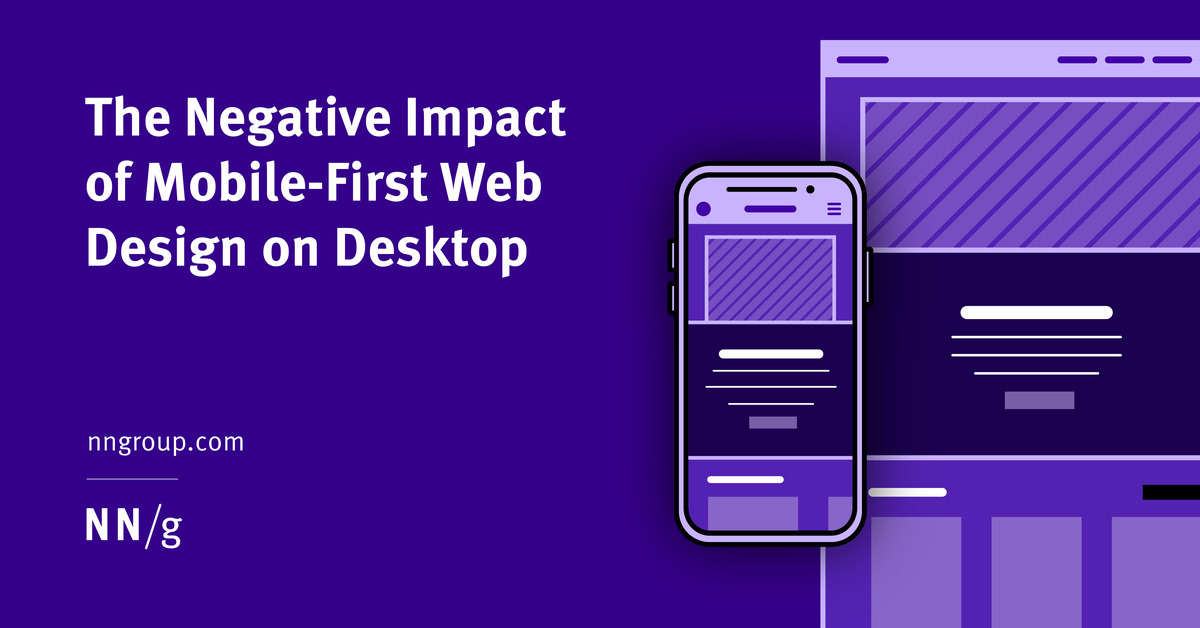 The Negative Impact
of Mobile-First Web
Design on Desktop
nngroup.com
NN/g